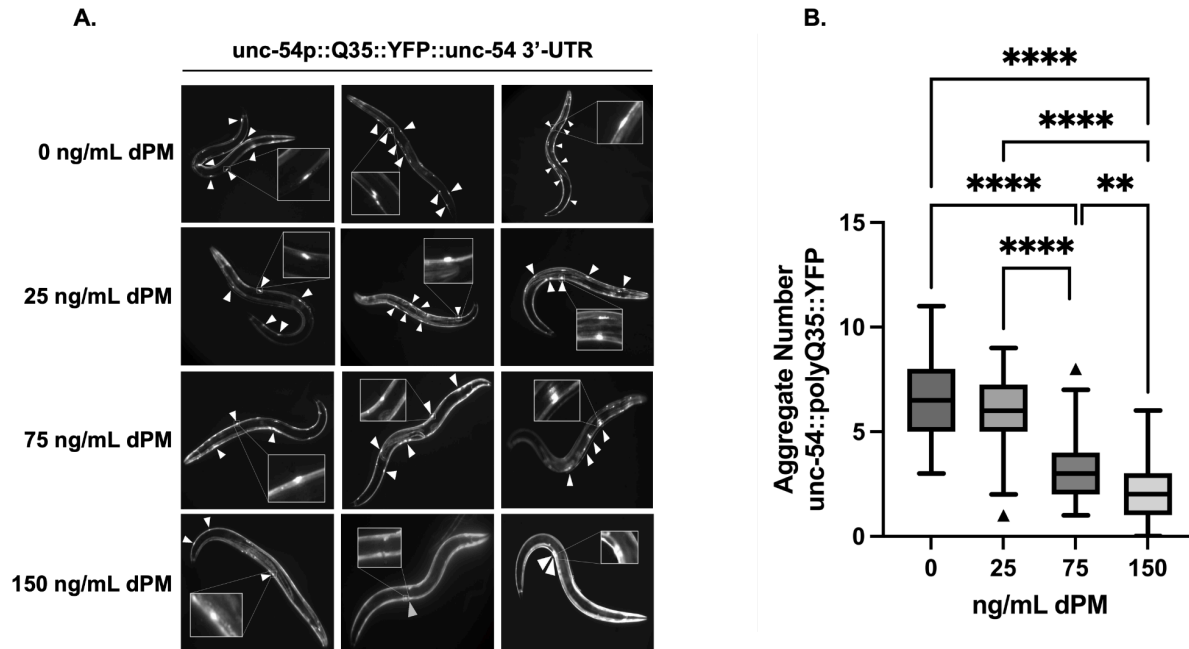 A.
unc-54p::Q35::YFP::unc-54 3’-UTR
0 ng/mL dPM
25 ng/mL dPM
75 ng/mL dPM
150 ng/mL dPM
B.
****
****
****
**
****
Aggregate Number
unc-54::polyQ35::YFP
15
10
5
0
0 25 75 150
ng/mL dPM